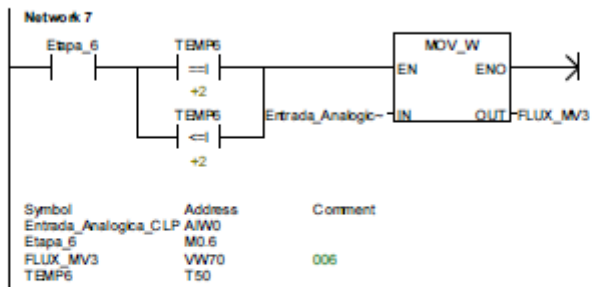 Network 7
Etapa_6 TEMP6 MOV_W
==I EN ENO
+2
TEMP6 Entrada_Analogic~ IN OUT FLUX_MV3
<=I
+2
Symbol Address Comment
Entrada_Analogica_CLP AIW0
Etapa_6 M0.6
FLUX_MV3 VW70 006
TEMP6 T50